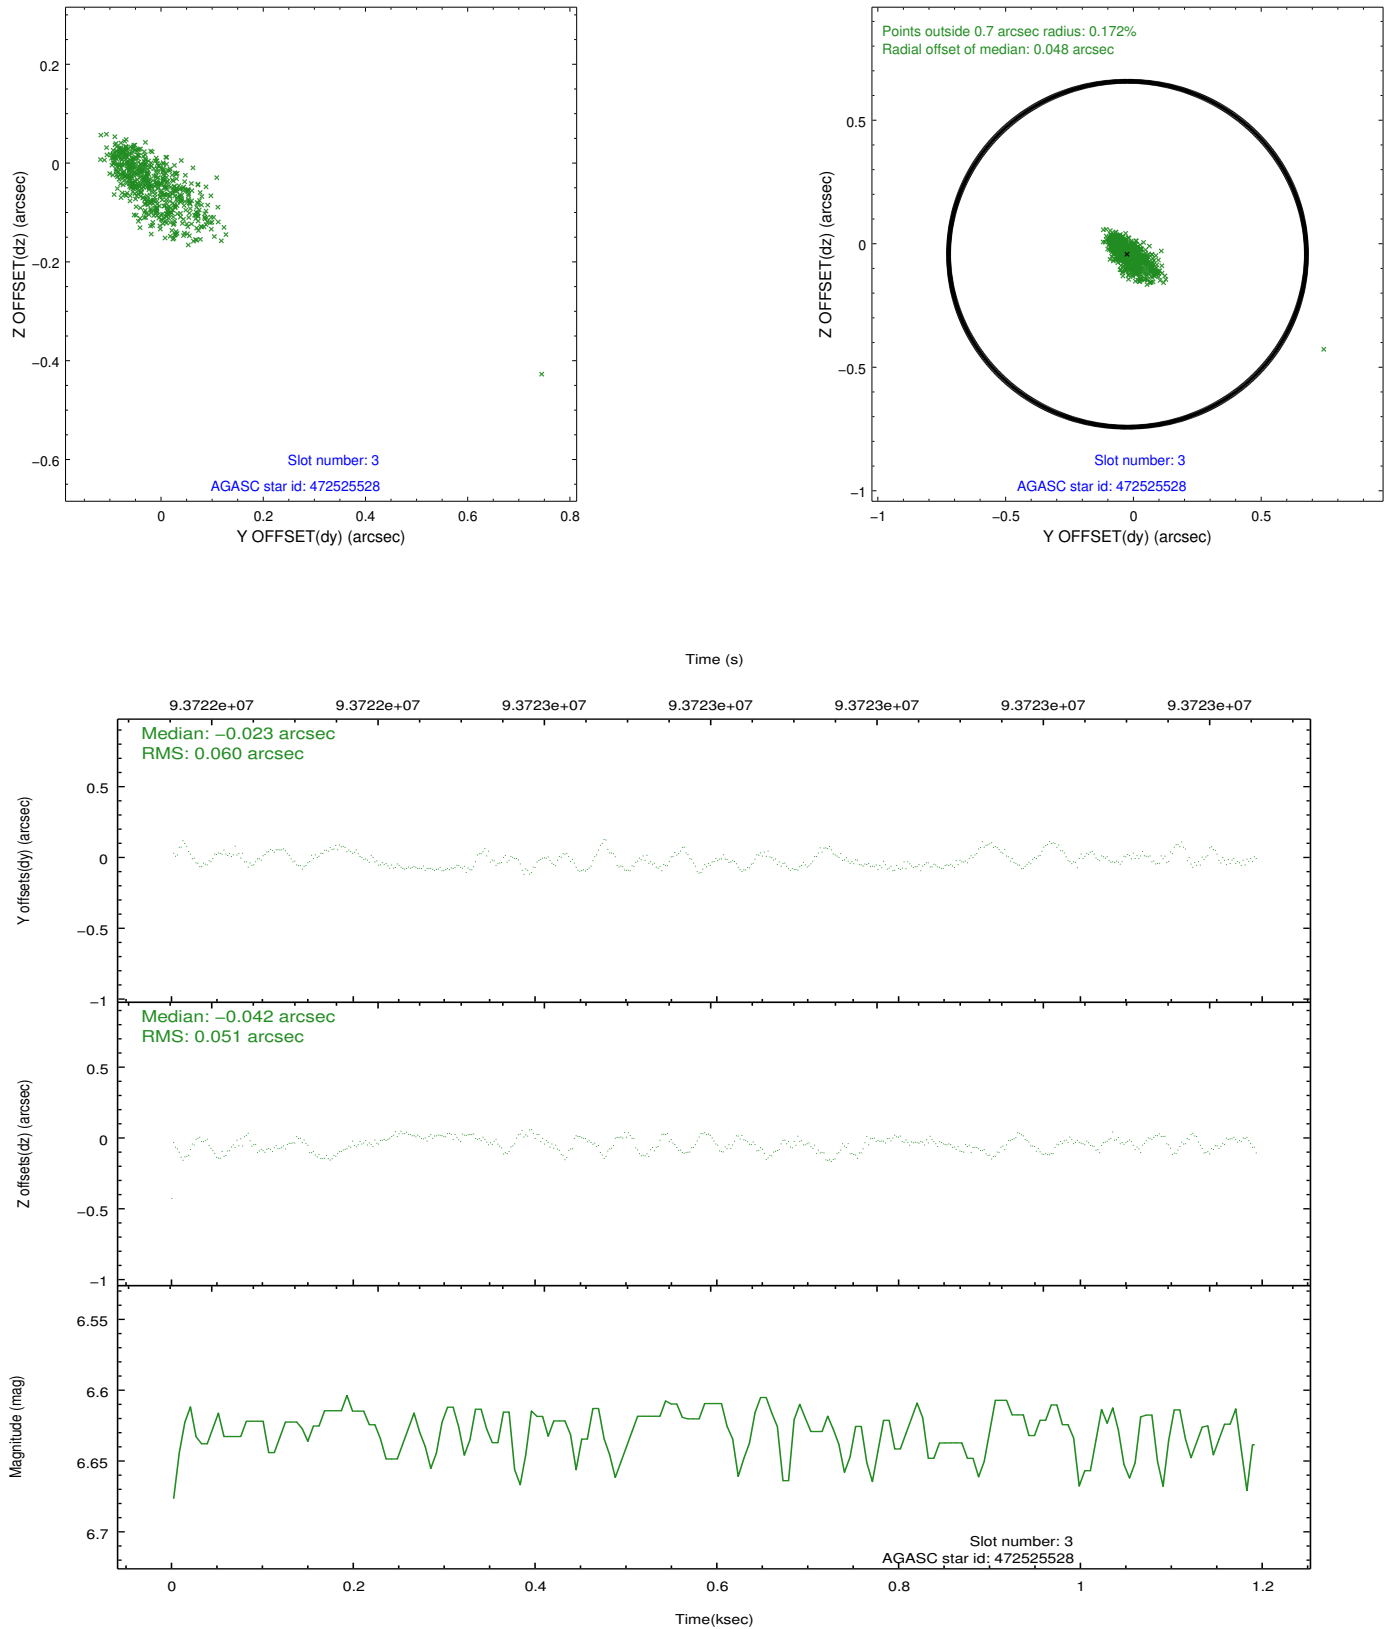 0.2
0
−0.2
−0.4
−0.6
Z OFFSET(dz) (arcsec)
Slot number: 3
AGASC star id: 472525528
0 0.2 0.4 0.6 0.8
Y OFFSET(dy) (arcsec)
Points outside 0.7 arcsec radius: 0.172%
Radial offset of median: 0.048 arcsec
0.5
0
−0.5
−1
Z OFFSET(dz) (arcsec)
Slot number: 3
AGASC star id: 472525528
−1 −0.5 0 0.5
Y OFFSET(dy) (arcsec)
Time (s)
9.3722e+07 9.3722e+07 9.3723e+07 9.3723e+07 9.3723e+07 9.3723e+07 9.3723e+07
Median: −0.023 arcsec
RMS: 0.060 arcsec
0.5
0
−0.5
−1
Y offsets(dy) (arcsec)
Median: −0.042 arcsec
RMS: 0.051 arcsec
0.5
0
−0.5
−1
Z offsets(dz) (arcsec)
6.55
6.6
6.65
6.7
Magnitude (mag)
Slot number: 3
AGASC star id: 472525528
0 0.2 0.4 0.6 0.8 1 1.2
Time(ksec)